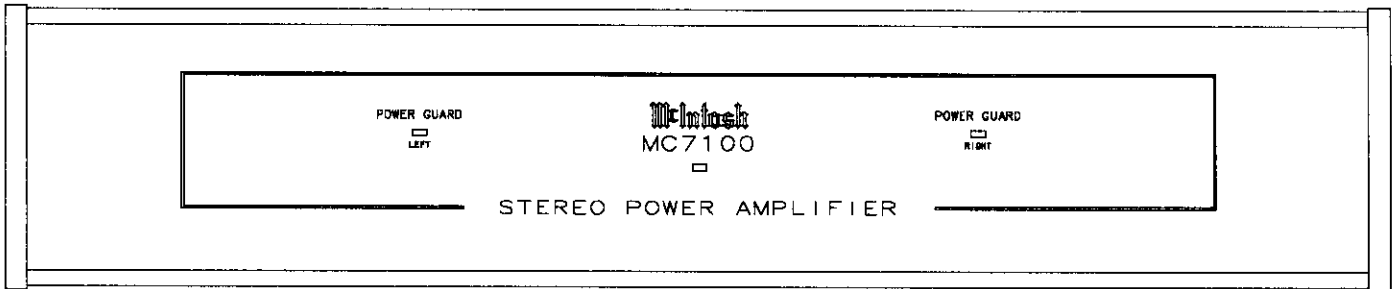 POWER GUARD
LEFT
McIntosh
MC7100
POWER GUARD
RIGHT
STEREO POWER AMPLIFIER